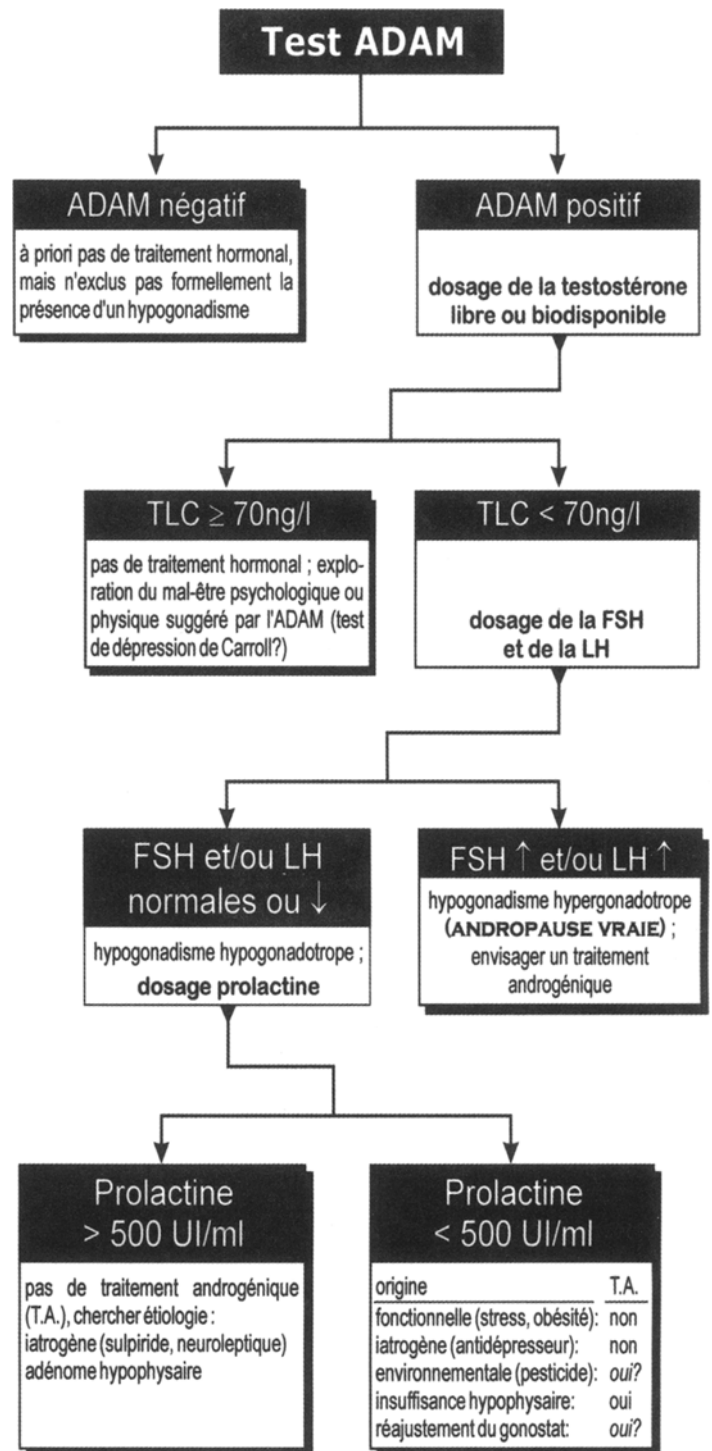 Test ADAM
ADAM négatif
à priori pas de traitement hormonal,
mais n'exclus pas formellement la
présence d'un hypogonadisme
ADAM positif
dosage de la testostérone
libre ou biodisponible
TLC ≥ 70ng/l
pas de traitement hormonal ; explo-
ration du mal-être psychologique ou
physique suggéré par l'ADAM (test
de dépression de Carroll?)
TLC < 70ng/l
dosage de la FSH
et de la LH
FSH et/ou LH
normales ou ↓
hypogonadisme hypogonadotrope ;
dosage prolactine
FSH ↑ et/ou LH ↑
hypogonadisme hypergonadotrope
(ANDROPAUSE VRAIE) ;
envisager un traitement
androgénique
Prolactine
> 500 UI/ml
pas de traitement androgénique
(T.A.), chercher étiologie :
iatrogène (sulpiride, neuroleptique)
adénome hypophysaire
Prolactine
< 500 UI/ml
origine T.A.
fonctionnelle (stress, obésité): non
iatrogène (antidépresseur): non
environnementale (pesticide): oui?
insuffisance hypophysaire: oui
réajustement du gonostat: oui?